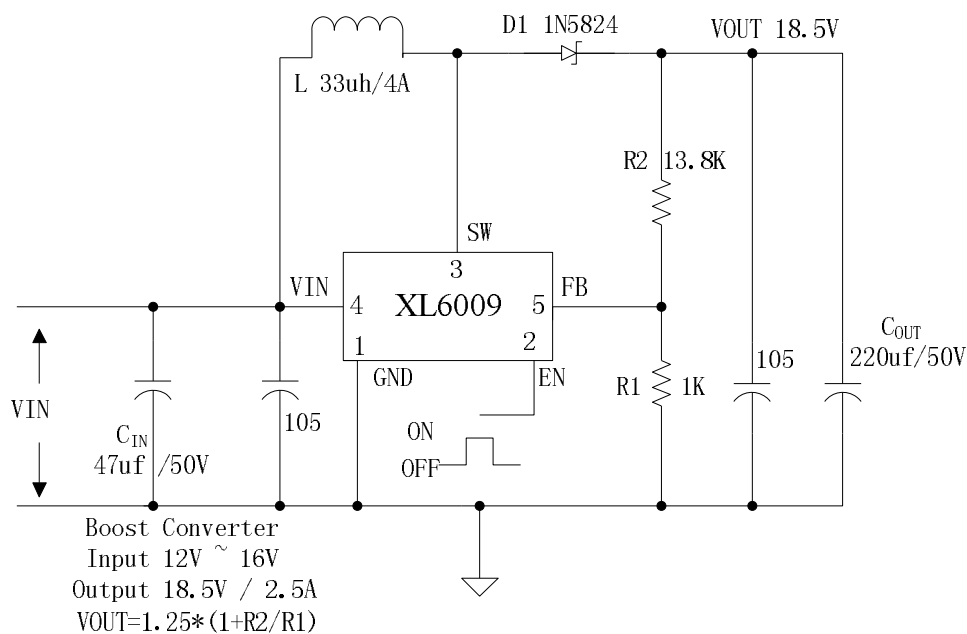 D1 1N5824
VOUT 18.5V
L 33uh/4A
R2 13.8K
SW
3
VIN
FB
4
XL6009
5
1
2
GND
EN
C_OUT
220uf/50V
105
R1
1K
VIN
105
C_IN
47uf /50V
ON
OFF
Boost Converter
Input 12V ~ 16V
Output 18.5V / 2.5A
VOUT=1.25*(1+R2/R1)